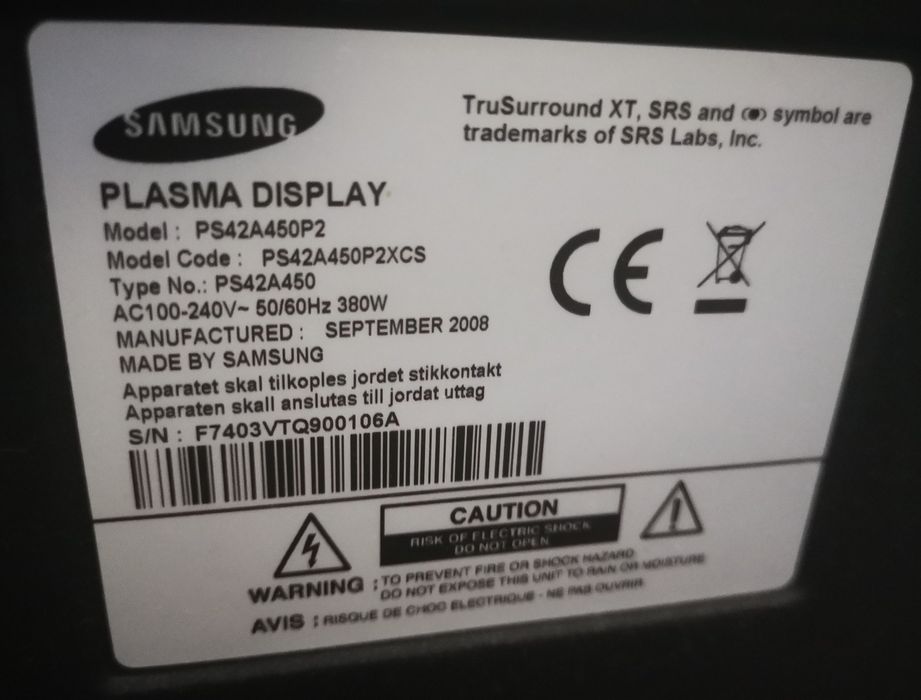 SAMSUNG
TruSurround XT, SRS and (●) symbol are
trademarks of SRS Labs, Inc.
PLASMA DISPLAY
Model : PS42A450P2
Model Code : PS42A450P2XCS
Type No.: PS42A450
AC100-240V~ 50/60Hz 380W
MANUFACTURED : SEPTEMBER 2008
MADE BY SAMSUNG
Apparatet skal tilkoples jordet stikkontakt
Apparaten skall anslutas till jordat uttag
S/N : F7403VTQ900106A
CE
CAUTION
RISK OF ELECTRIC SHOCK
DO NOT OPEN
WARNING : TO PREVENT FIRE OR SHOCK HAZARD
DO NOT EXPOSE THIS UNIT TO RAIN OR MOISTURE
AVIS : RISQUE DE CHOC ELECTRIQUE - NE PAS OUVRIR